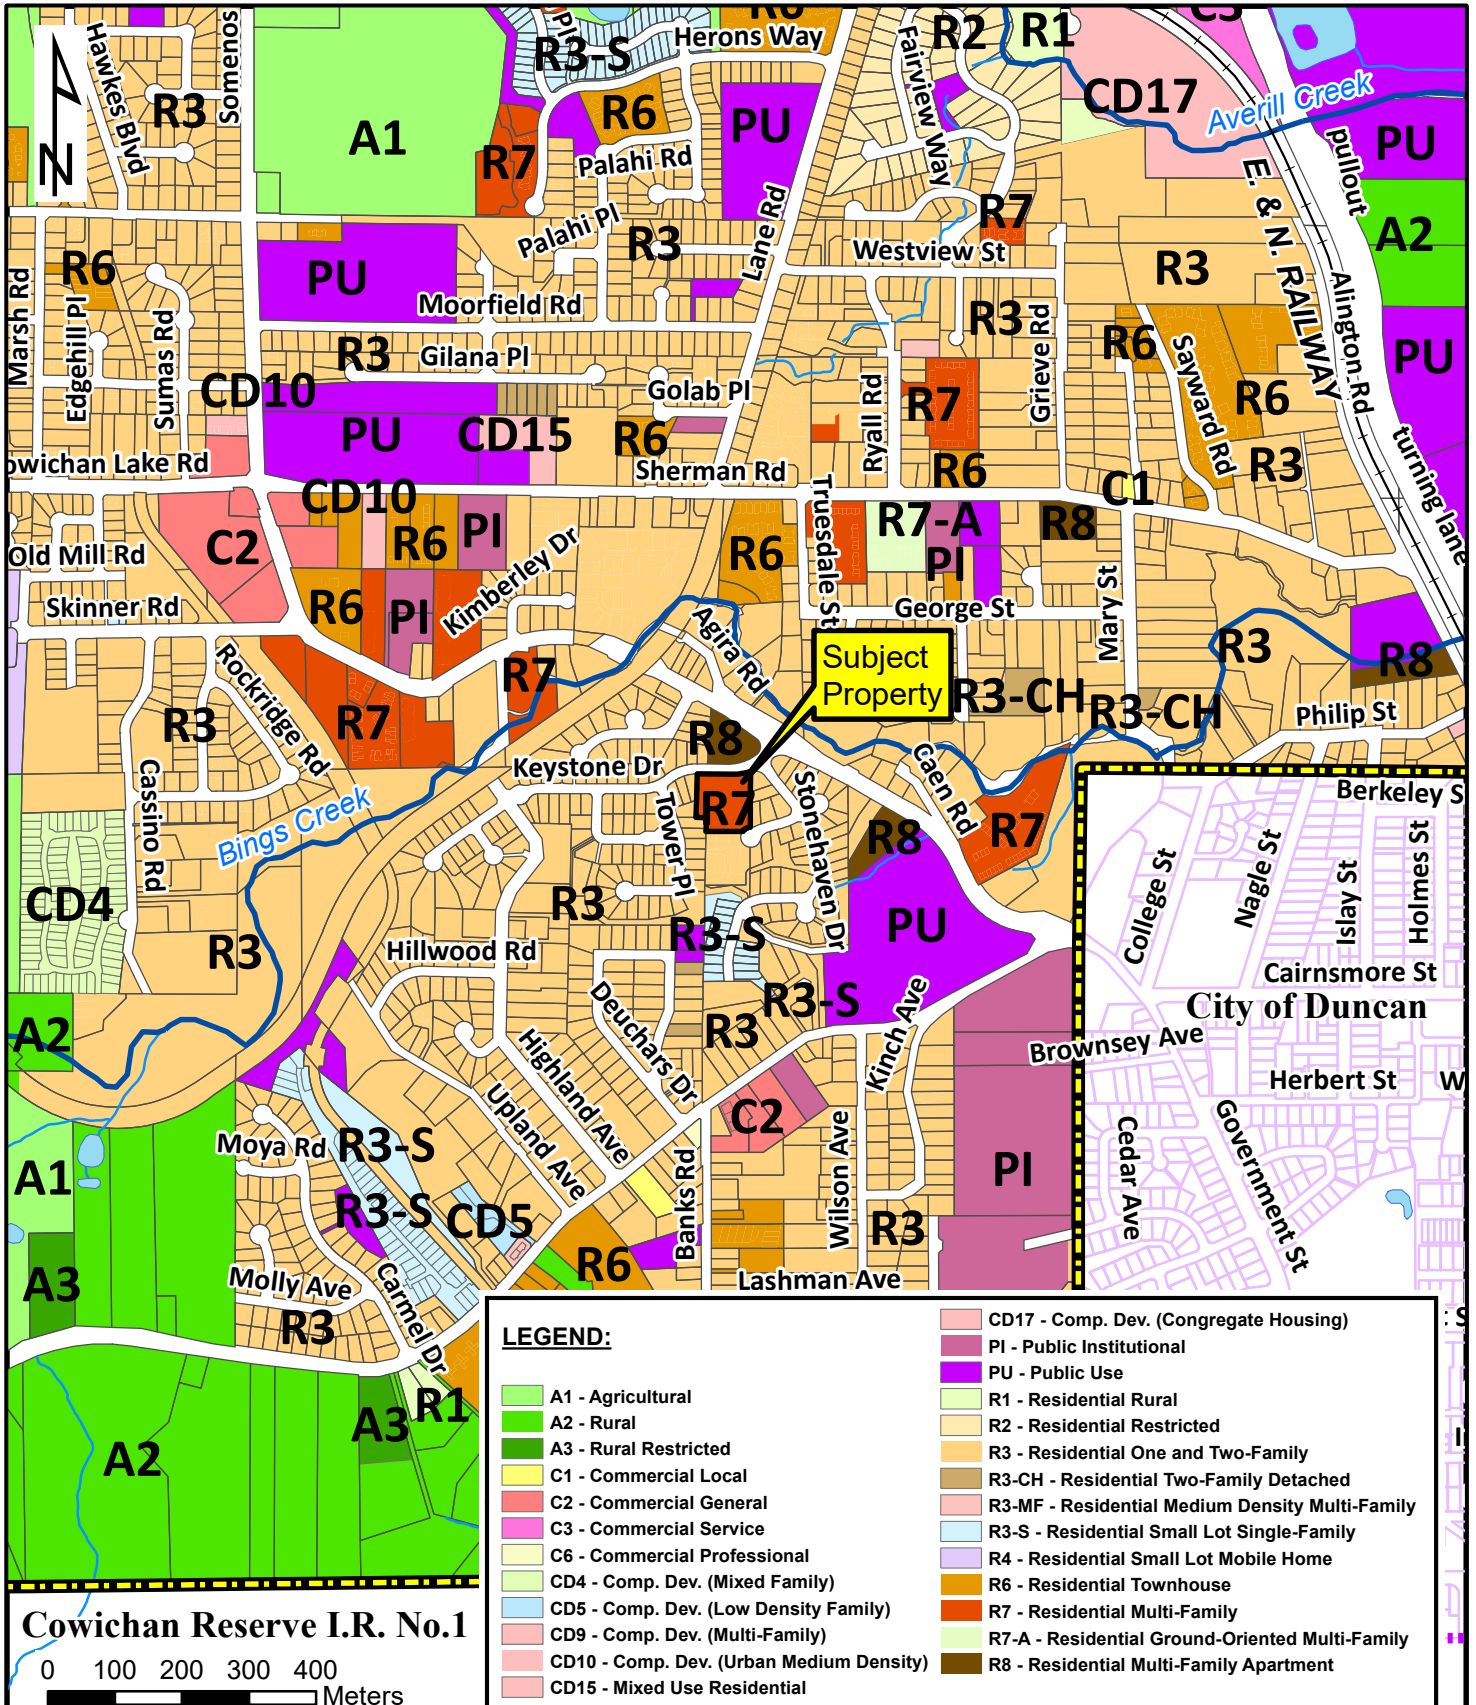 C3
R6
R3-S
Pl
Herons Way
Fairview Way
R2
R1
CD17
Averill Creek
Hawkes Blvd
Somenos
R3
A1
R7
R6
PU
Palahi Rd
pullout
PU
N
Palahi Pl
R3
Lane Rd
R7
Westview St
E. & N. RAILWAY
A2
R3
R6
PU
Moorfield Rd
R3
Grieve Rd
R6
Alington Rd
PU
Marsh Rd
Edgehill Pl
Sumas Rd
R3
Gilana Pl
CD10
Golab Pl
Ryall Rd
R7
Sayward Rd
R6
PU
CD15
R6
R3
turning lane
owichan Lake Rd
Sherman Rd
R6
C1
CD10
Truesdale St
R7-A
R8
Old Mill Rd
C2
R6
PI
Kimberley Dr
R6
PI
Skinner Rd
R6
PI
George St
Mary St
Agira Rd
R3
R8
Rockridge Rd
R7
Subject
Property
R3-CH
R3-CH
Philip St
R3
R7
R8
Keystone Dr
Caen Rd
Cassino Rd
Bings Creek
Tower Pl
R7
Stonehaven Dr
R8
R7
Berkeley S
College St
Nagle St
Islay St
Holmes St
CD4
R3
R3-S
PU
R3
Hillwood Rd
Cairnsmore St
City of Duncan
A2
Deuchars Dr
R3
R3-S
Kinch Ave
Brownsey Ave
Highland Ave
Upland Ave
Herbert St
W
C2
Moya Rd
R3-S
Wilson Ave
Cedar Ave
Government St
A1
R3-S
CD5
Banks Rd
PI
R3
A3
R6
Molly Ave
Carmel Dr
Lashman Ave
R3
R1
A3
A2
LEGEND:
A1 - Agricultural
A2 - Rural
A3 - Rural Restricted
C1 - Commercial Local
C2 - Commercial General
C3 - Commercial Service
C6 - Commercial Professional
CD4 - Comp. Dev. (Mixed Family)
CD5 - Comp. Dev. (Low Density Family)
CD9 - Comp. Dev. (Multi-Family)
CD10 - Comp. Dev. (Urban Medium Density)
CD15 - Mixed Use Residential
CD17 - Comp. Dev. (Congregate Housing)
PI - Public Institutional
PU - Public Use
R1 - Residential Rural
R2 - Residential Restricted
R3 - Residential One and Two-Family
R3-CH - Residential Two-Family Detached
R3-MF - Residential Medium Density Multi-Family
R3-S - Residential Small Lot Single-Family
R4 - Residential Small Lot Mobile Home
R6 - Residential Townhouse
R7 - Residential Multi-Family
R7-A - Residential Ground-Oriented Multi-Family
R8 - Residential Multi-Family Apartment
Cowichan Reserve I.R. No.1
0 100 200 300 400
Meters